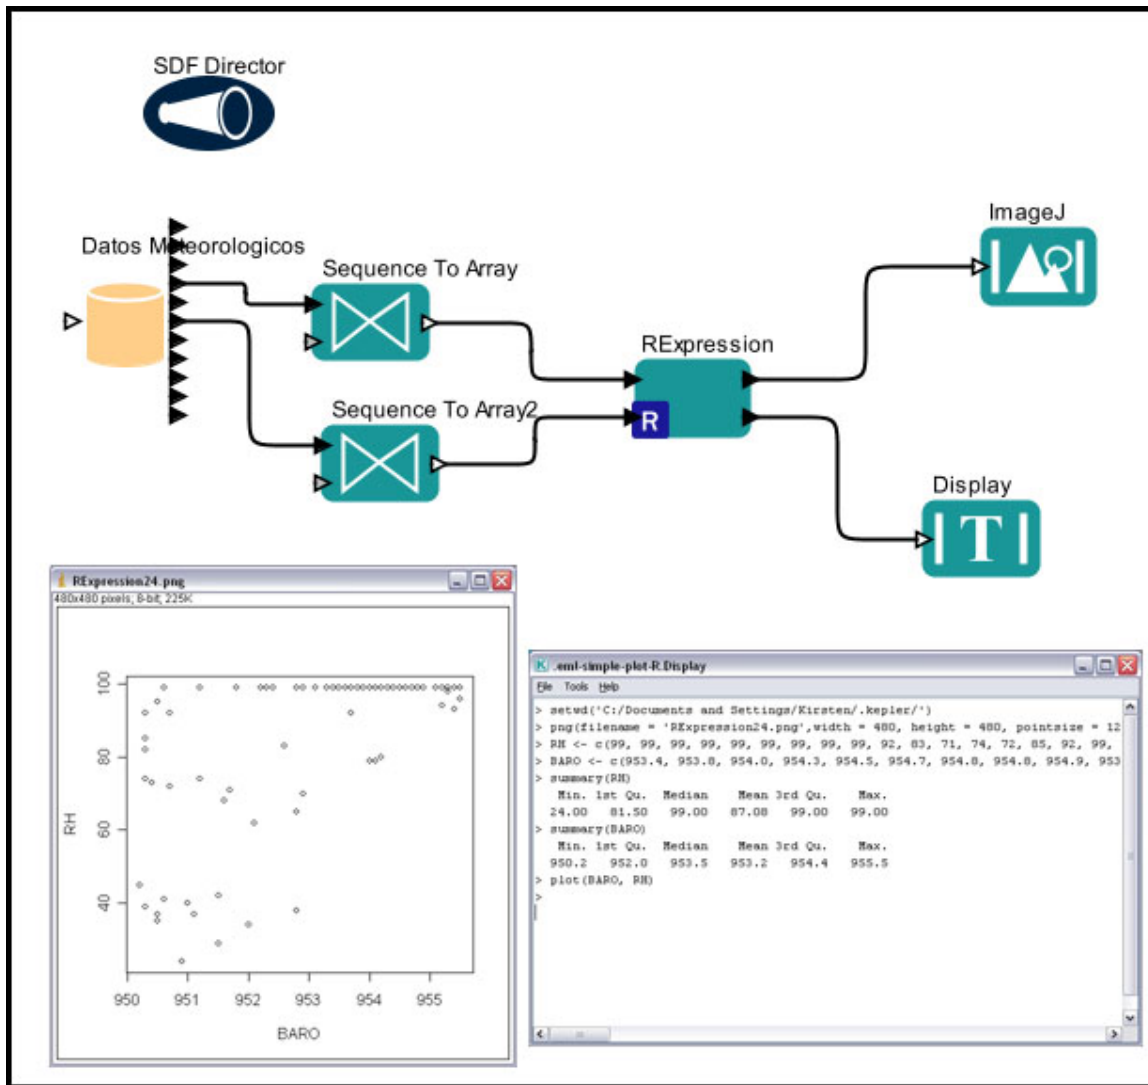 SDF Director
Datos Meteorologicos
Sequence To Array
Sequence To Array2
RExpression
R
ImageJ
Display
T
RExpression24.png
480x480 pixels; 8-bit; 225K
100
80
60
40
RH
950 951 952 953 954 955
BARO
.eml-simple-plot-R.Display
File Tools Help
> setwd('C:/Documents and Settings/Kirsten/.kepler/')
> png(filename = 'RExpression24.png',width = 480, height = 480, pointsize = 12
> RH <- c(99, 99, 99, 99, 99, 99, 99, 99, 99, 92, 83, 71, 74, 72, 85, 92, 99,
> BARO <- c(953.4, 953.8, 954.0, 954.3, 954.5, 954.7, 954.8, 954.8, 954.9, 953
> summary(RH)
Min. 1st Qu. Median Mean 3rd Qu. Max.
24.00 81.50 99.00 87.08 99.00 99.00
> summary(BARO)
Min. 1st Qu. Median Mean 3rd Qu. Max.
950.2 952.0 953.5 953.2 954.4 955.5
> plot(BARO, RH)
>